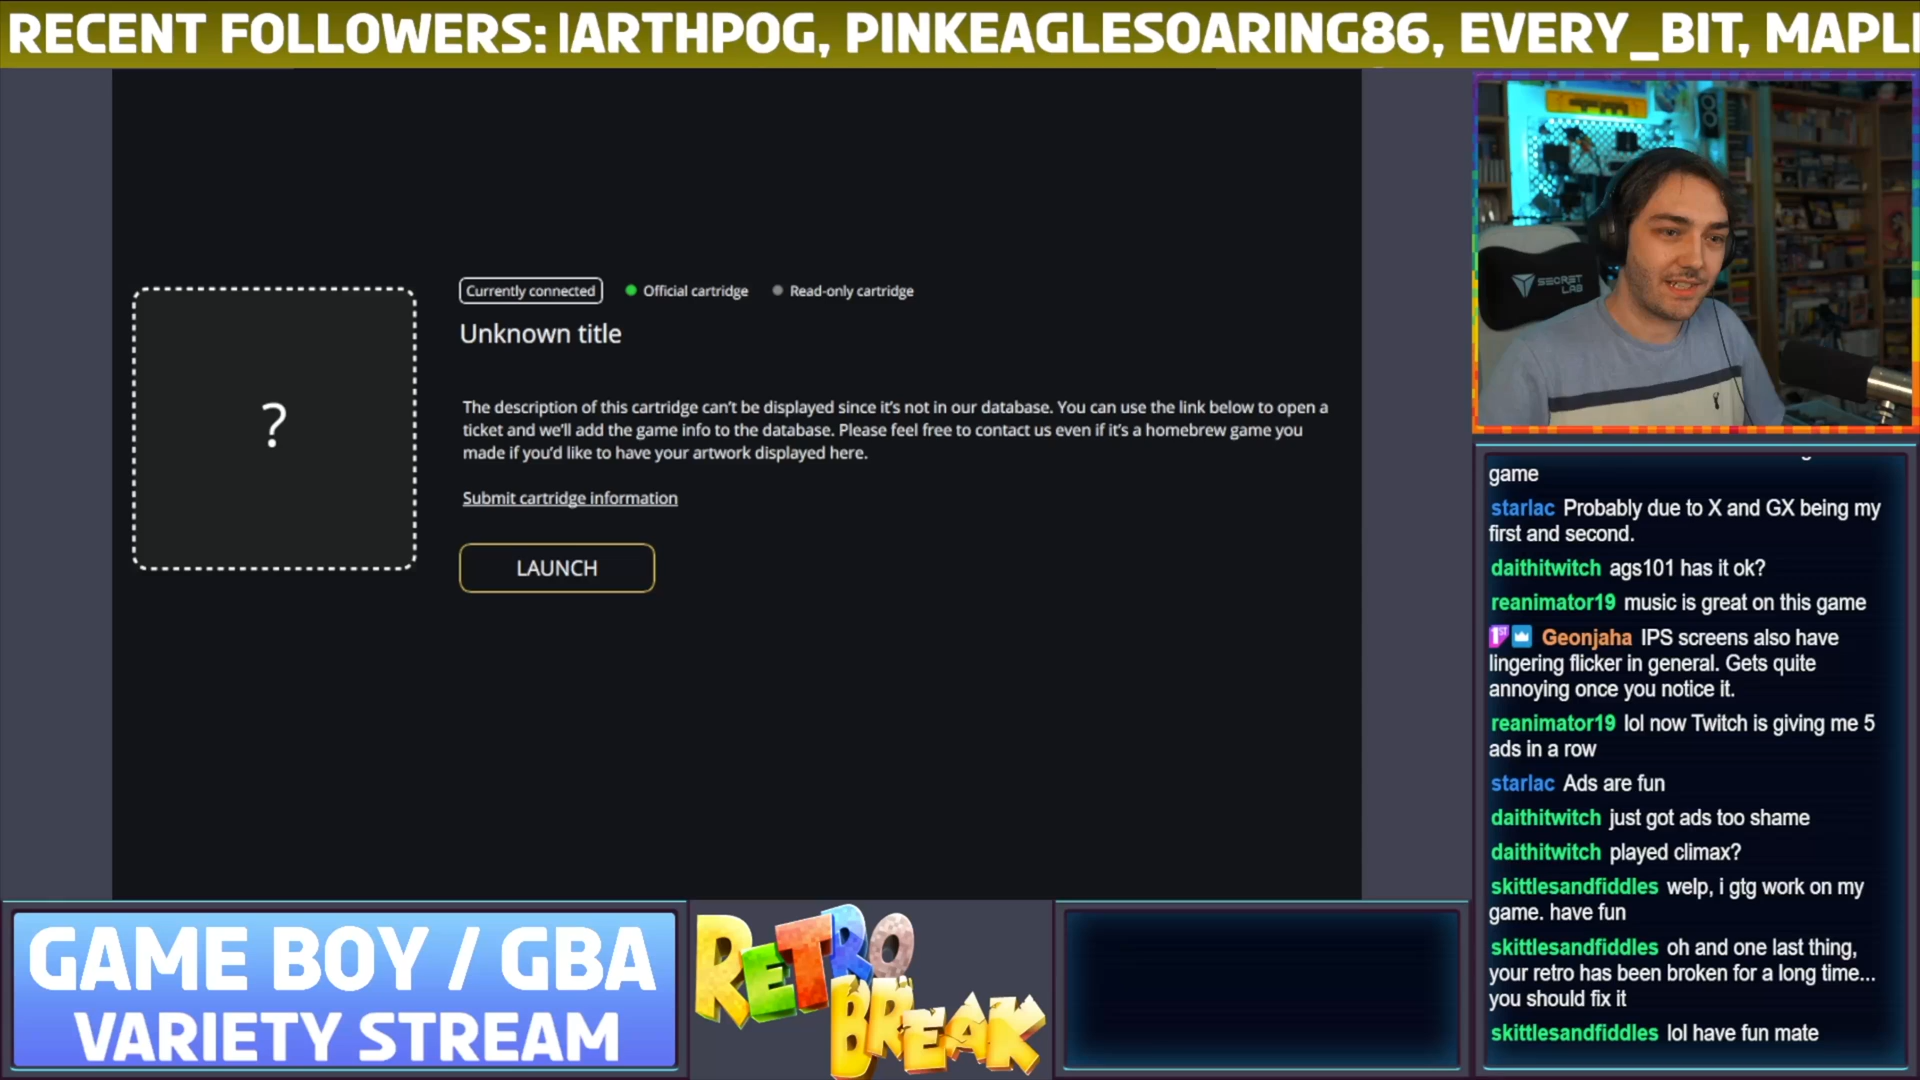 RECENT FOLLOWERS: IARTHPOG, PINKEAGLESOARING86, EVERY_BIT, MAPL
TM
SECRET
LAB
Currently connected
Official cartridge
Read-only cartridge
Unknown title
?
The description of this cartridge can't be displayed since it's not in our database. You can use the link below to open a
ticket and we'll add the game info to the database. Please feel free to contact us even if it's a homebrew game you
made if you'd like to have your artwork displayed here.
Submit cartridge information
LAUNCH
game
starlac Probably due to X and GX being my
first and second.
daithitwitch ags101 has it ok?
reanimator19 music is great on this game
1ST Geonjaha IPS screens also have
lingering flicker in general. Gets quite
annoying once you notice it.
reanimator19 lol now Twitch is giving me 5
ads in a row
starlac Ads are fun
daithitwitch just got ads too shame
daithitwitch played climax?
skittlesandfiddles welp, i gtg work on my
game. have fun
skittlesandfiddles oh and one last thing,
your retro has been broken for a long time...
you should fix it
skittlesandfiddles lol have fun mate
GAME BOY / GBA
VARIETY STREAM
RETRO
BREAK